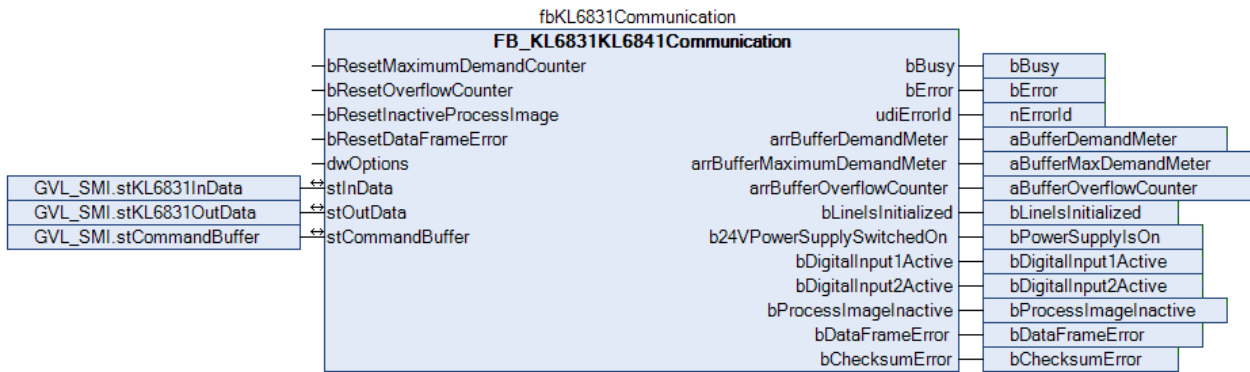 fbKL6831Communication
FB_KL6831KL6841Communication
bResetMaximumDemandCounter bBusy bBusy
bResetOverflowCounter bError bError
bResetInactiveProcessImage udiErrorId nErrorId
bResetDataFrameError arrBufferDemandMeter aBufferDemandMeter
dwOptions arrBufferMaximumDemandMeter aBufferMaxDemandMeter
GVL_SMI.stKL6831InData stInData arrBufferOverflowCounter aBufferOverflowCounter
GVL_SMI.stKL6831OutData stOutData bLineIsInitialized bLineIsInitialized
GVL_SMI.stCommandBuffer stCommandBuffer b24VPowerSupplySwitchedOn bPowerSupplyIsOn
bDigitalInput1Active bDigitalInput1Active
bDigitalInput2Active bDigitalInput2Active
bProcessImageInactive bProcessImageInactive
bDataFrameError bDataFrameError
bChecksumError bChecksumError